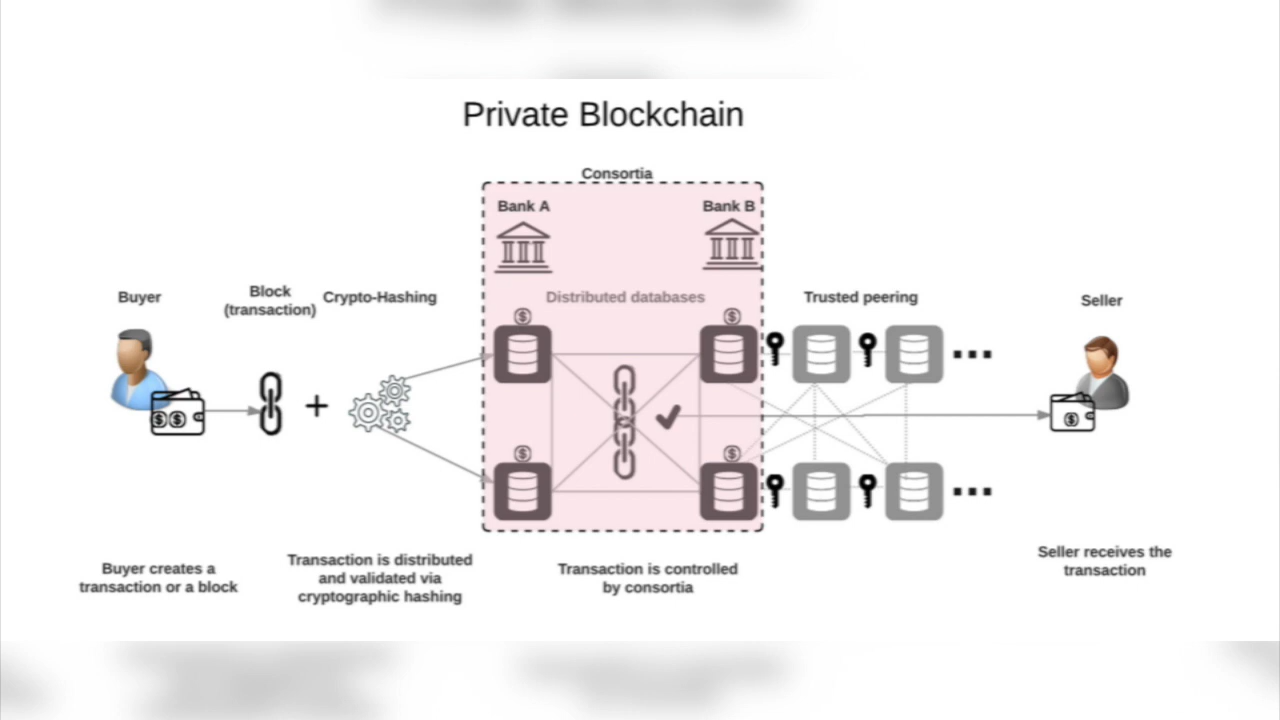 Private Blockchain
Consortia
Bank A
Bank B
Buyer
Block
(transaction)
Crypto-Hashing
Distributed databases
Trusted peering
Seller
$
$
$ $
$
$
$
Buyer creates a
transaction or a block
Transaction is distributed
and validated via
cryptographic hashing
Transaction is controlled
by consortia
Seller receives the
transaction